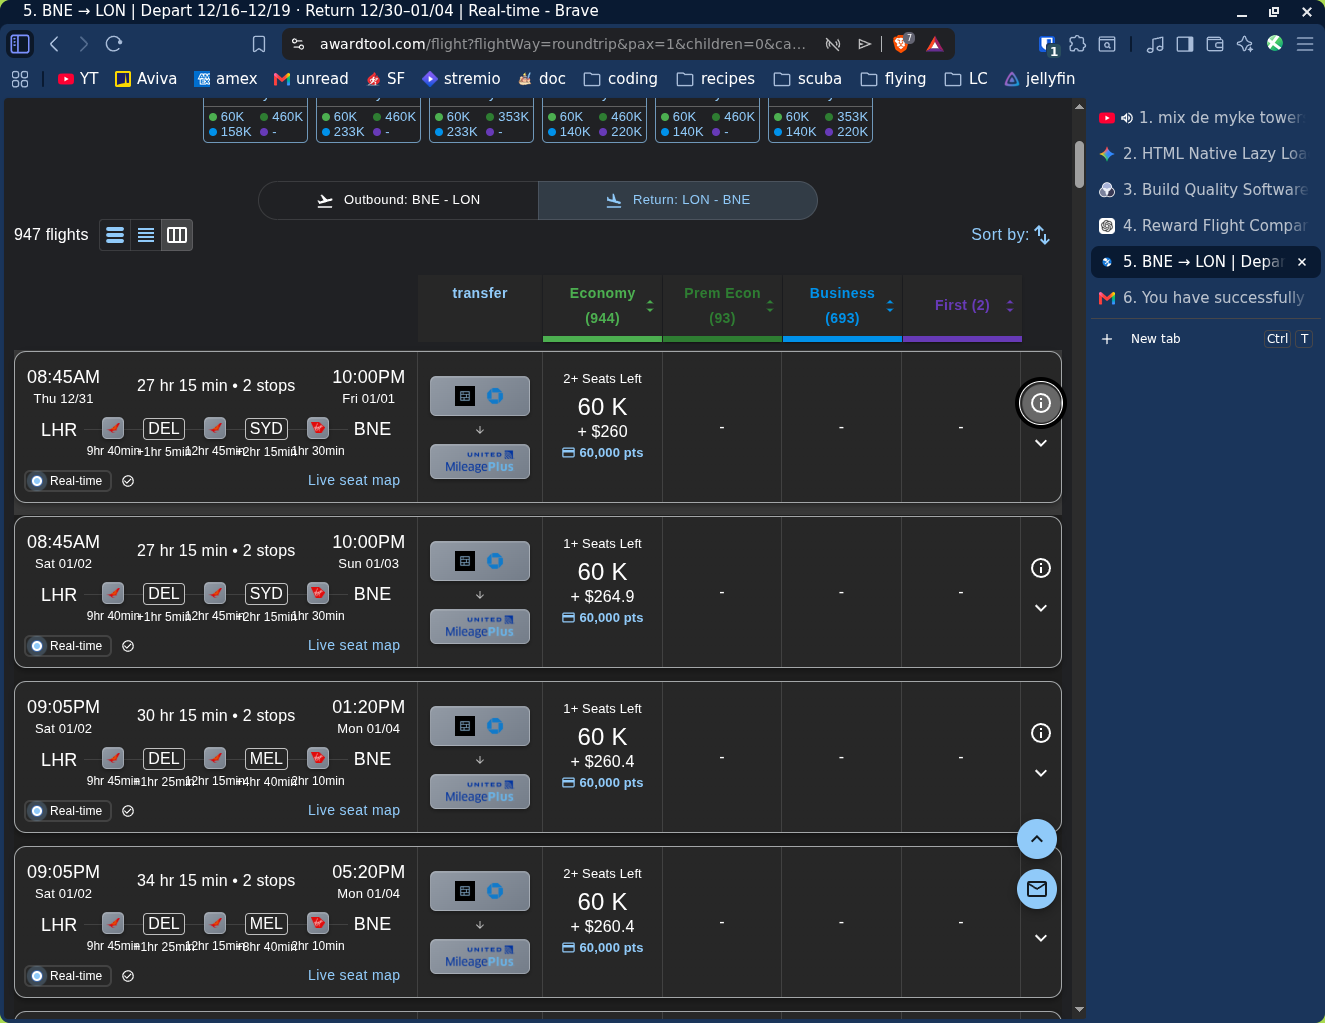 5. BNE → LON | Depart 12/16–12/19 · Return 12/30–01/04 | Real-time - Brave
awardtool.com/flight?flightWay=roundtrip&pax=1&children=0&ca...
7
1
YT
Aviva
amex
unread
SF
stremio
doc
coding
recipes
scuba
flying
LC
jellyfin
60K 460K 60K 460K 60K 353K 60K 460K 60K 460K 60K 353K
158K - 233K - 233K - 140K 220K 140K - 140K 220K
Outbound: BNE - LON
Return: LON - BNE
947 flights
Sort by:
transfer
Economy
(944)
Prem Econ
(93)
Business
(693)
First (2)
08:45AM 27 hr 15 min • 2 stops 10:00PM
Thu 12/31 Fri 01/01
LHR DEL SYD BNE
9hr 40min +1hr 5min 12hr 45min +2hr 15min 1hr 30min
Real-time
Live seat map
UNITED
MileagePlus
2+ Seats Left
60 K
+ $260
60,000 pts
-
-
-
08:45AM 27 hr 15 min • 2 stops 10:00PM
Sat 01/02 Sun 01/03
LHR DEL SYD BNE
9hr 40min +1hr 5min 12hr 45min +2hr 15min 1hr 30min
Real-time
Live seat map
UNITED
MileagePlus
1+ Seats Left
60 K
+ $264.9
60,000 pts
-
-
-
09:05PM 30 hr 15 min • 2 stops 01:20PM
Sat 01/02 Mon 01/04
LHR DEL MEL BNE
9hr 45min +1hr 25min 12hr 15min +4hr 40min 2hr 10min
Real-time
Live seat map
UNITED
MileagePlus
1+ Seats Left
60 K
+ $260.4
60,000 pts
-
-
-
09:05PM 34 hr 15 min • 2 stops 05:20PM
Sat 01/02 Mon 01/04
LHR DEL MEL BNE
9hr 45min +1hr 25min 12hr 15min +8hr 40min 2hr 10min
Real-time
Live seat map
UNITED
MileagePlus
2+ Seats Left
60 K
+ $260.4
60,000 pts
-
-
-
1. mix de myke tower
2. HTML Native Lazy Loa
3. Build Quality Software
4. Reward Flight Compar
5. BNE → LON | Depar
6. You have successfully
New tab
Ctrl T